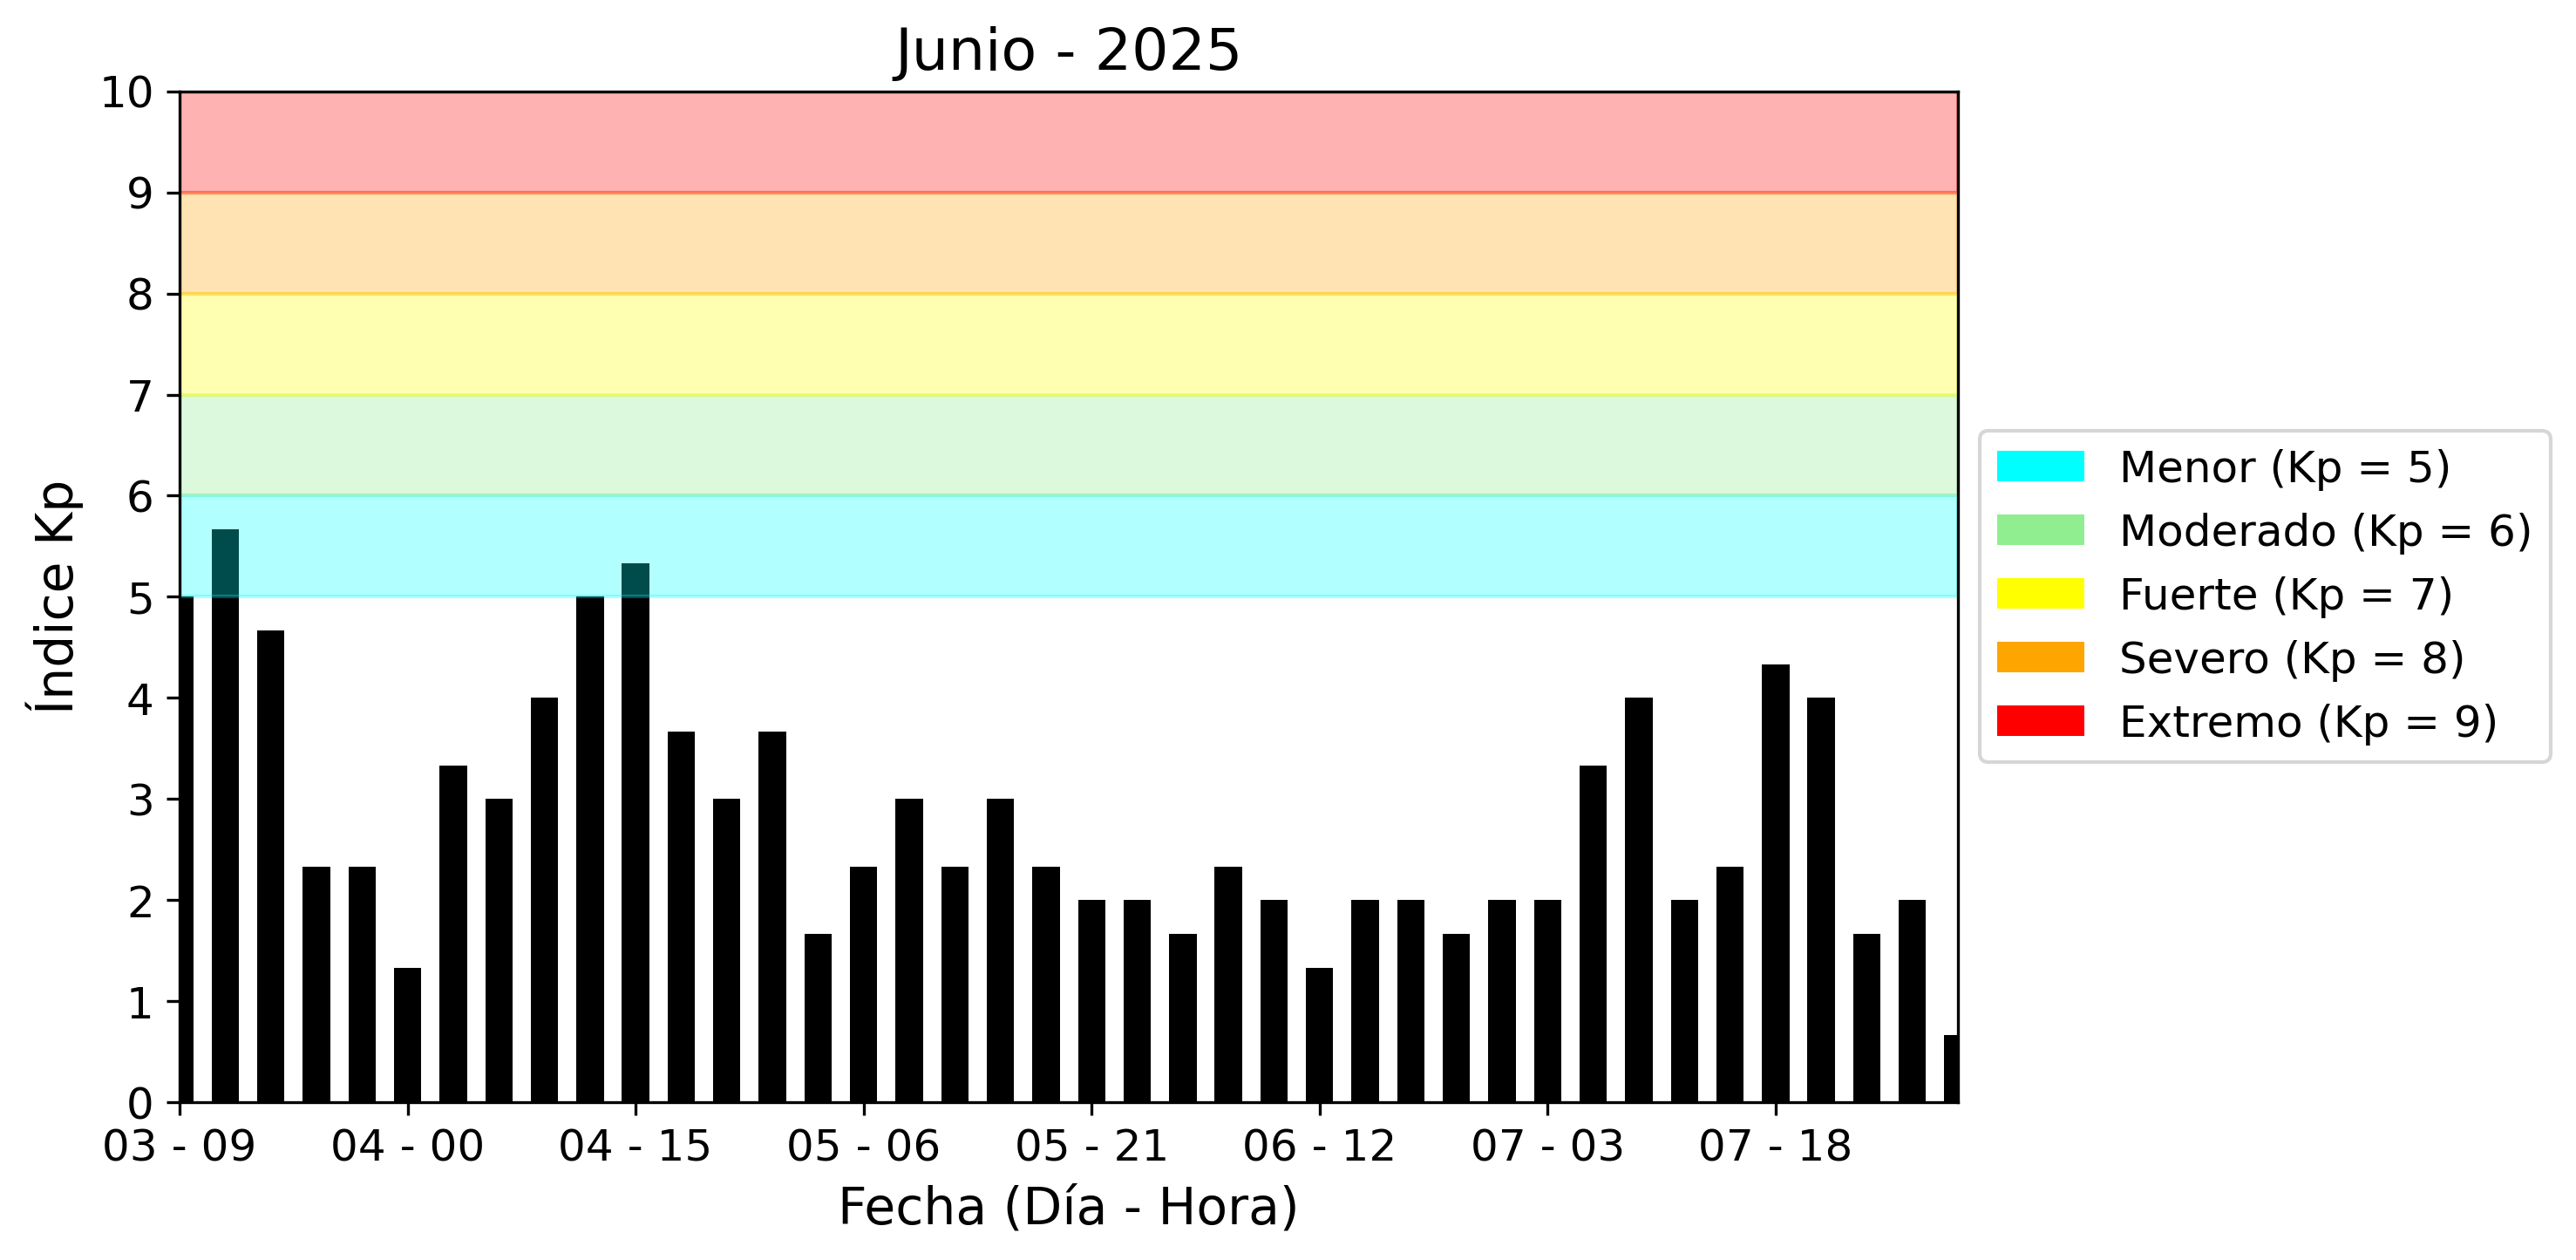 Junio - 2025
10
9
8
7
6
5
4
3
2
1
0
Índice Kp
03 - 09
04 - 00
04 - 15
05 - 06
05 - 21
06 - 12
07 - 03
07 - 18
Fecha (Día - Hora)
Menor (Kp = 5)
Moderado (Kp = 6)
Fuerte (Kp = 7)
Severo (Kp = 8)
Extremo (Kp = 9)